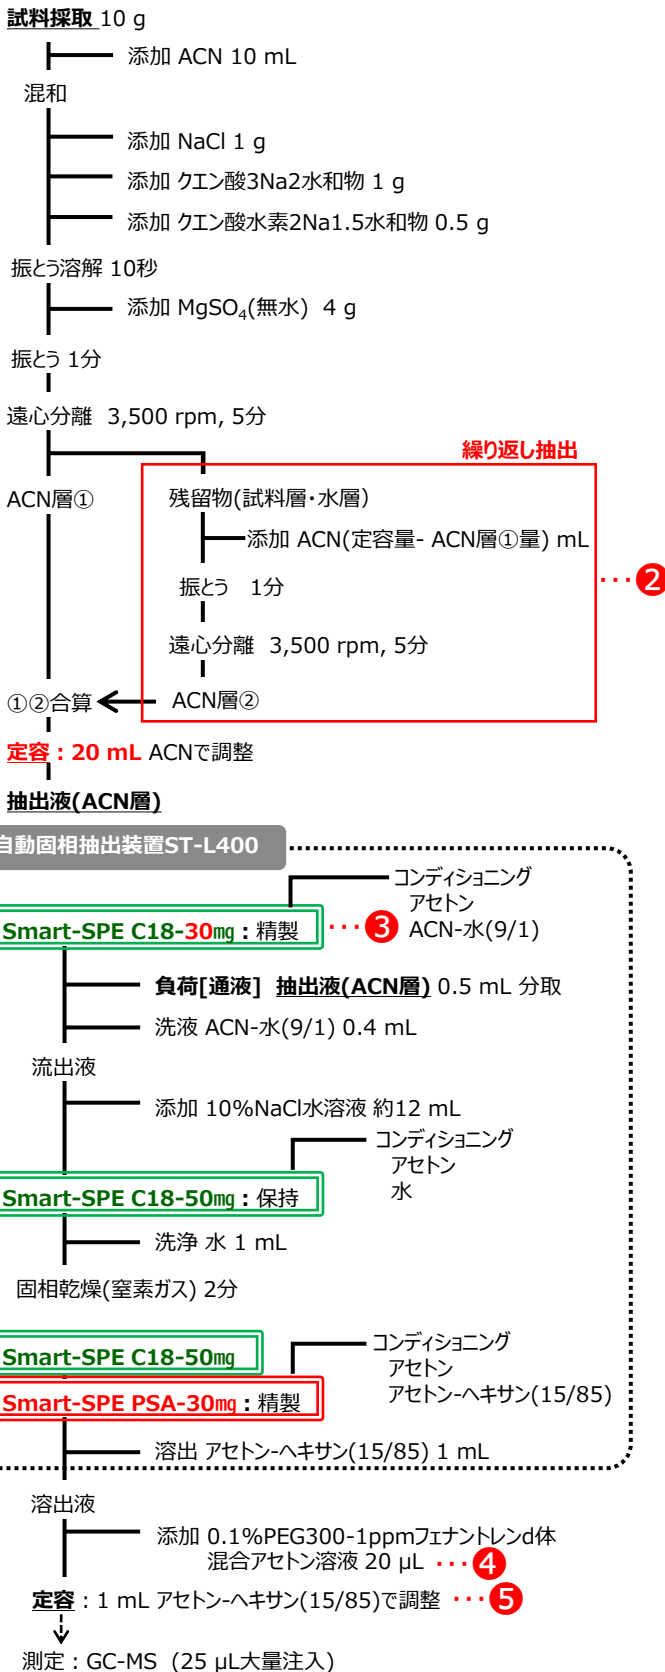 試料採取 10 g
添加 ACN 10 mL
混和
添加 NaCl 1 g
添加 クエン酸3Na2水和物 1 g
添加 クエン酸水素2Na1.5水和物 0.5 g
振とう溶解 10秒
添加 MgSO₄(無水) 4 g
振とう 1分
遠心分離 3,500 rpm, 5分
繰り返し抽出
ACN層①
残留物(試料層・水層)
添加 ACN(定容量- ACN層①量) mL
振とう 1分
···❷
遠心分離 3,500 rpm, 5分
①②合算
ACN層②
定容：20 mL ACNで調整
抽出液(ACN層)
自動固相抽出装置ST-L400
コンディショニング
アセトン
ACN-水(9/1)
Smart-SPE C18-30mg：精製 ···❸
負荷[通液] 抽出液(ACN層) 0.5 mL 分取
洗液 ACN-水(9/1) 0.4 mL
流出液
添加 10%NaCl水溶液 約12 mL
コンディショニング
アセトン
水
Smart-SPE C18-50mg：保持
洗浄 水 1 mL
固相乾燥(窒素ガス) 2分
コンディショニング
アセトン
アセトン-ヘキサン(15/85)
Smart-SPE C18-50mg
Smart-SPE PSA-30mg：精製
溶出 アセトン-ヘキサン(15/85) 1 mL
溶出液
添加 0.1%PEG300-1ppmフェナントレンd体
混合アセトン溶液 20 µL ···❹
定容：1 mL アセトン-ヘキサン(15/85)で調整 ···❺
測定：GC-MS (25 µL大量注入)